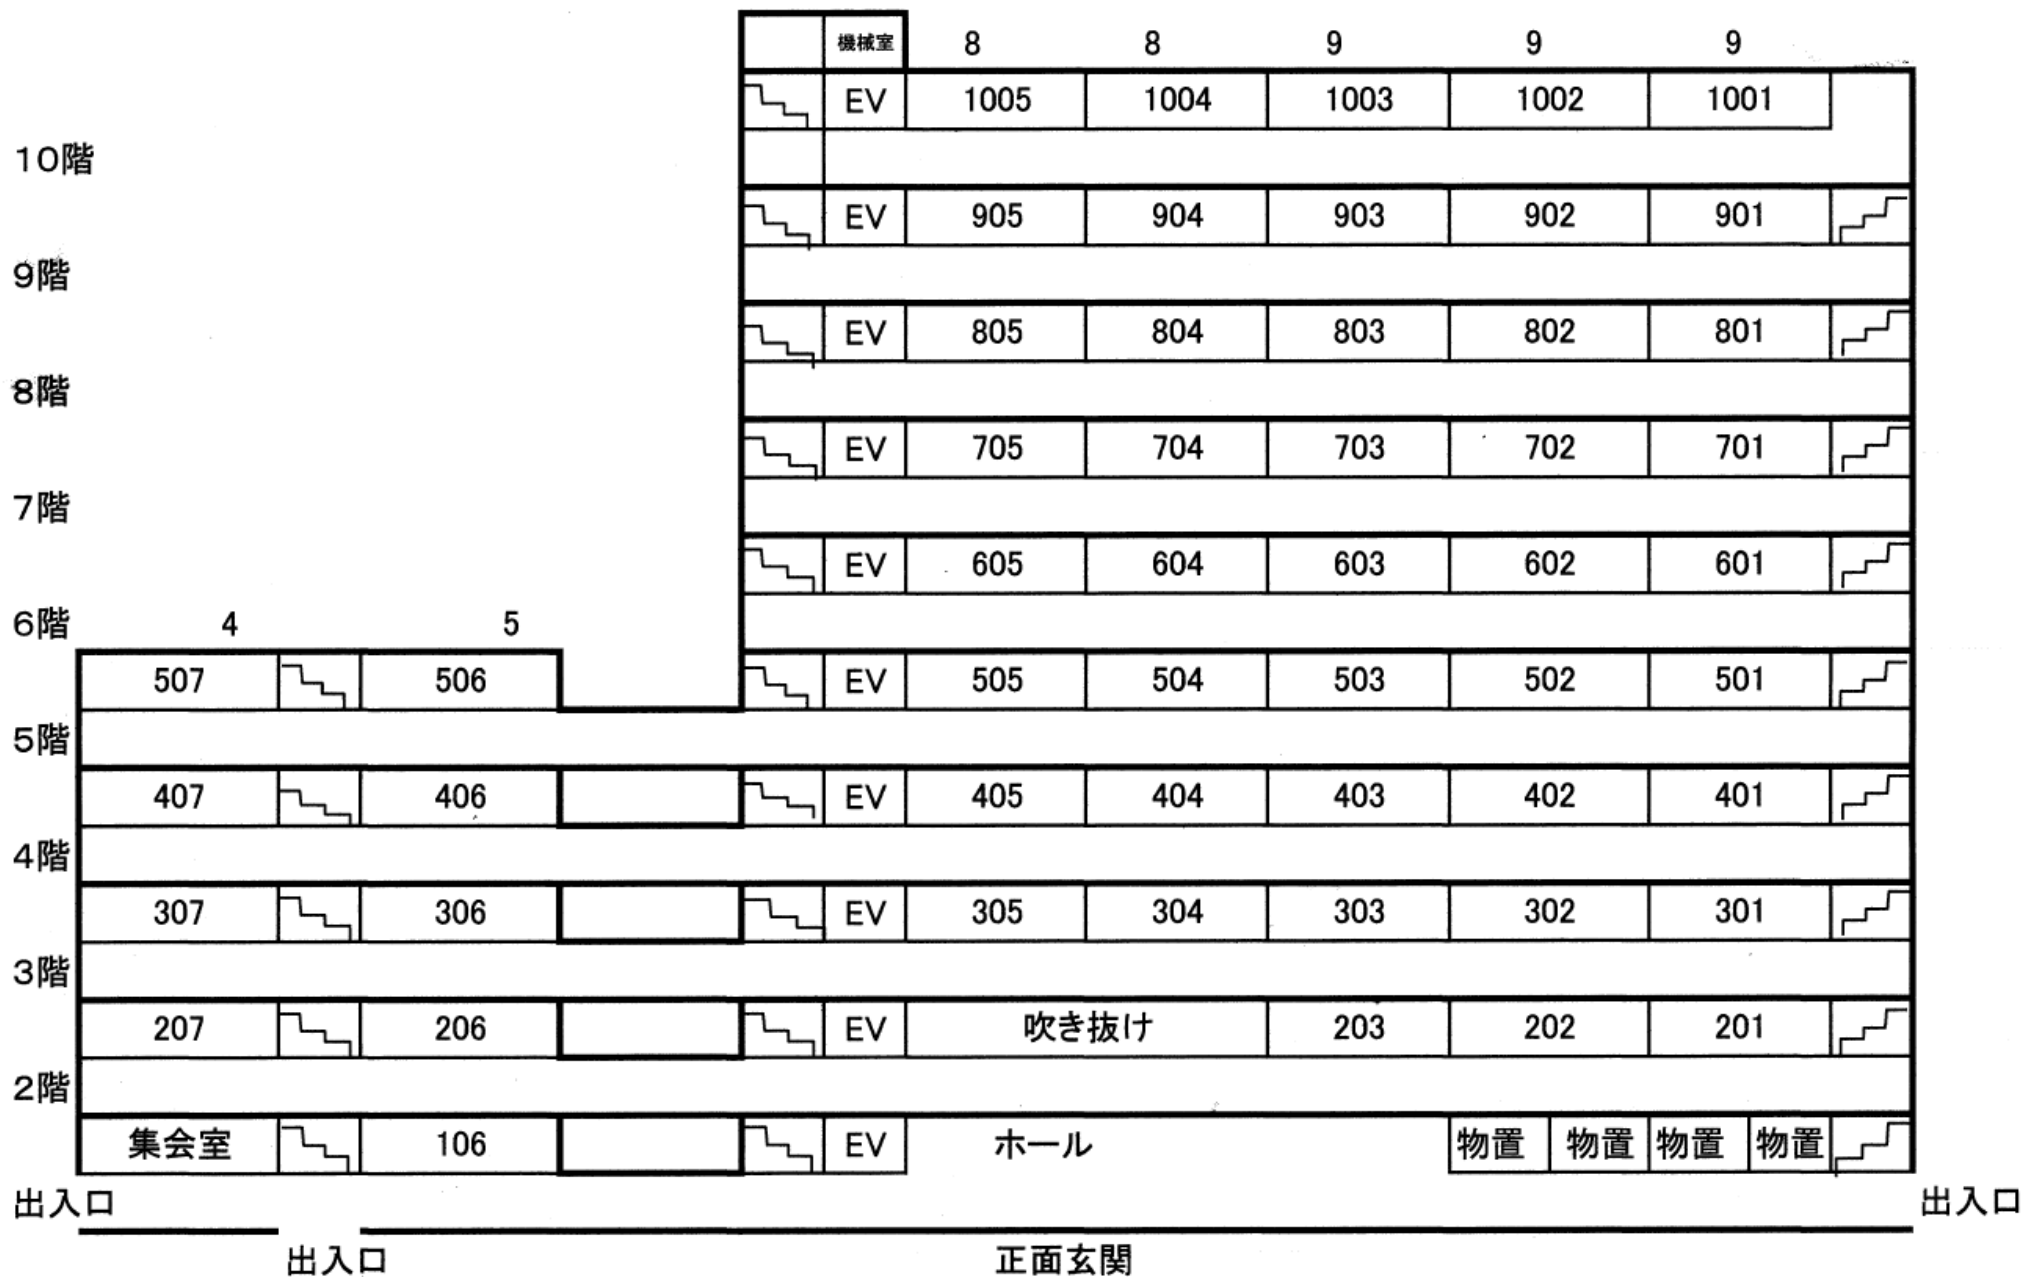 機械室 8 8 9 9 9
EV 1005 1004 1003 1002 1001
10階
EV 905 904 903 902 901
9階
EV 805 804 803 802 801
8階
EV 705 704 703 702 701
7階
EV 605 604 603 602 601
6階 4 5
507 506 EV 505 504 503 502 501
5階
407 406 EV 405 404 403 402 401
4階
307 306 EV 305 304 303 302 301
3階
207 206 EV 吹き抜け 203 202 201
2階
集会室 106 EV ホール 物置 物置 物置 物置
出入口 出入口
出入口 正面玄関